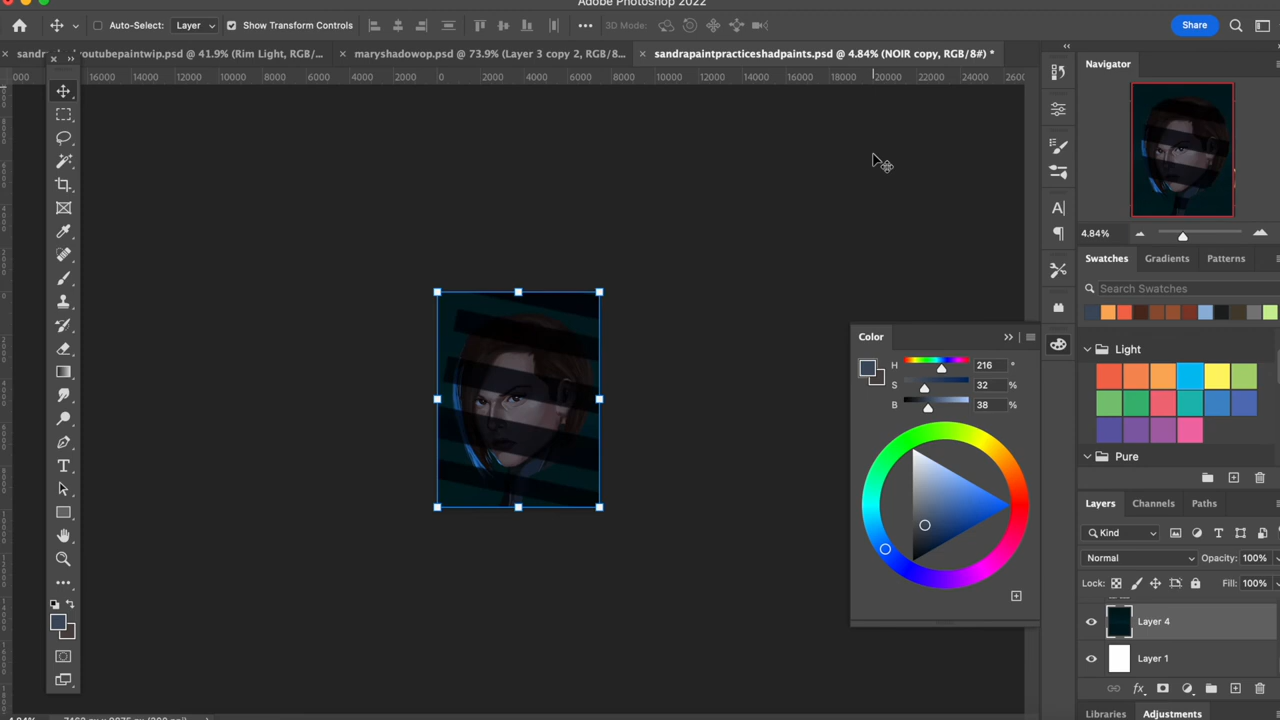 Adobe Photoshop 2022
Auto-Select: Layer Show Transform Controls ••• 3D Mode: Share
youtubepaintwip.psd @ 41.9% (Rim Light, RGB/... maryshadowop.psd @ 73.9% (Layer 3 copy 2, RGB/8... sandrapaintpracticeshadpaints.psd @ 4.84% (NOIR copy, RGB/8#) *
000 16000 14000 12000 10000 8000 6000 4000 2000 0 2000 4000 6000 8000 10000 12000 14000 16000 18000 20000 22000 24000 2600
Navigator
4.84%
Swatches Gradients Patterns
Search Swatches
Light
Pure
Color
H 216 °
S 32 %
B 38 %
Layers Channels Paths
Kind
Normal Opacity: 100%
Lock: Fill: 100%
Layer 4
Layer 1
fx
Libraries Adjustments